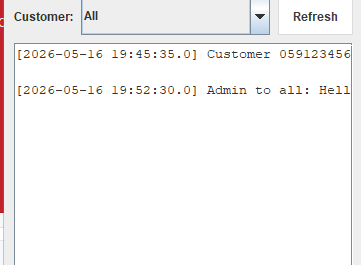 Customer: All Refresh
[2026-05-16 19:45:35.0] Customer 059123456
[2026-05-16 19:52:30.0] Admin to all: Hell